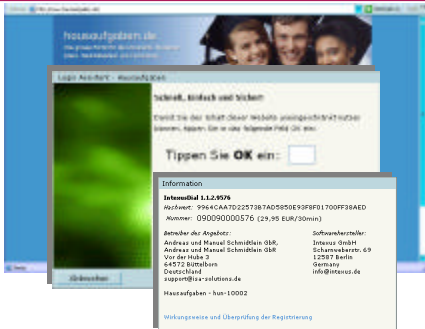 hausaufgaben.de
Login Assistent - Hausaufgaben
Schnell, Einfach und Sicher!
Damit Sie den Inhalt dieser Website uneingeschränkt nutzen
können, tippen Sie in das folgende Feld OK ein:
Tippen Sie OK ein:
Information
IntexusDial 1.1.2.9576
Hashwert: 9964CAA7D22573B7AD5850E93F8F01700FF38AED
Nummer: 090090000576 (29,95 EUR/30min)
Betreiber des Angebots:
Andreas und Manuel Schmidtlein GbR,
Andreas und Manuel Schmidtlein GbR
Vor der Hube 3
64572 Büttelborn
Deutschland
support@isa-solutions.de
Softwarehersteller:
Intexus GmbH
Scharnweberstr. 69
12587 Berlin
Germany
info@intexus.de
Hausaufgaben - hun-10002
Wirkungsweise und Überprüfung der Registrierung